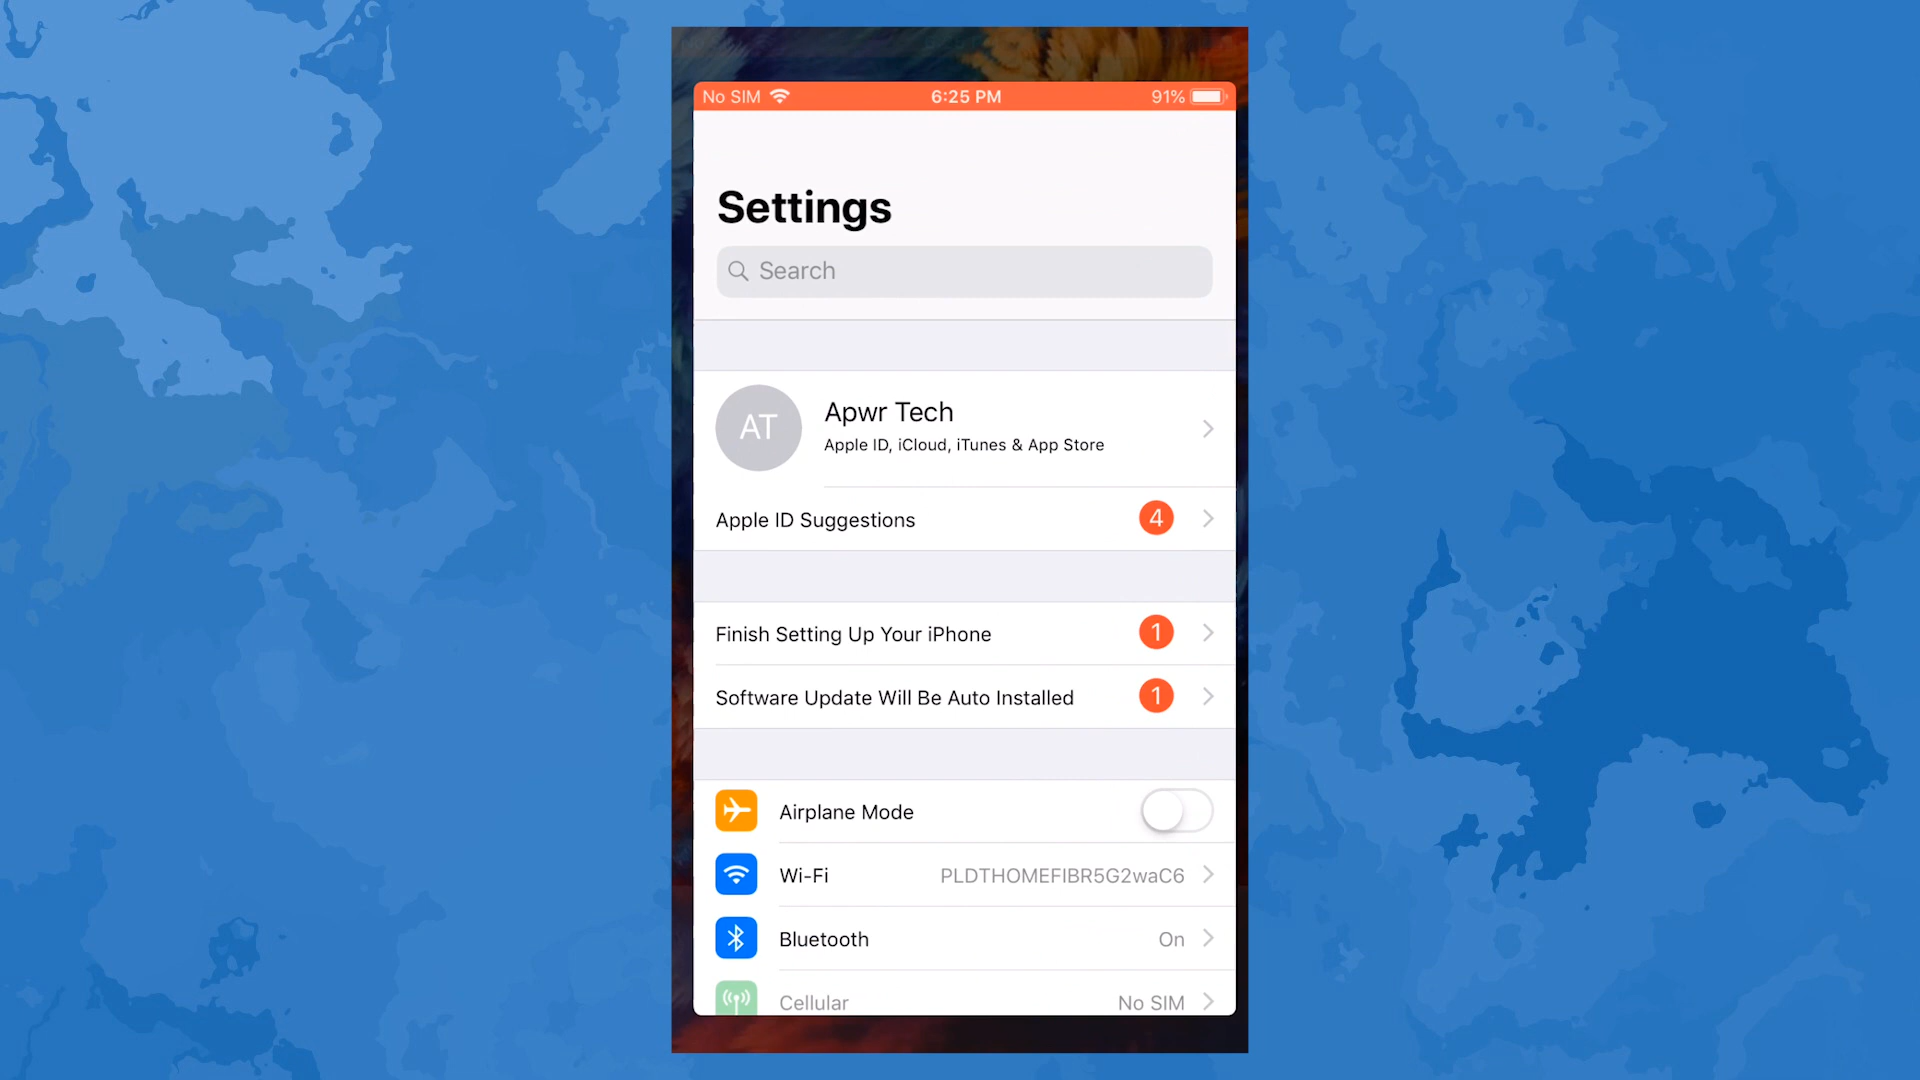 No SIM 6:25 PM 91%
Settings
Search
AT
Apwr Tech
Apple ID, iCloud, iTunes & App Store
Apple ID Suggestions 4
Finish Setting Up Your iPhone 1
Software Update Will Be Auto Installed 1
Airplane Mode
Wi-Fi PLDTHOMEFIBR5G2waC6
Bluetooth On
Cellular No SIM